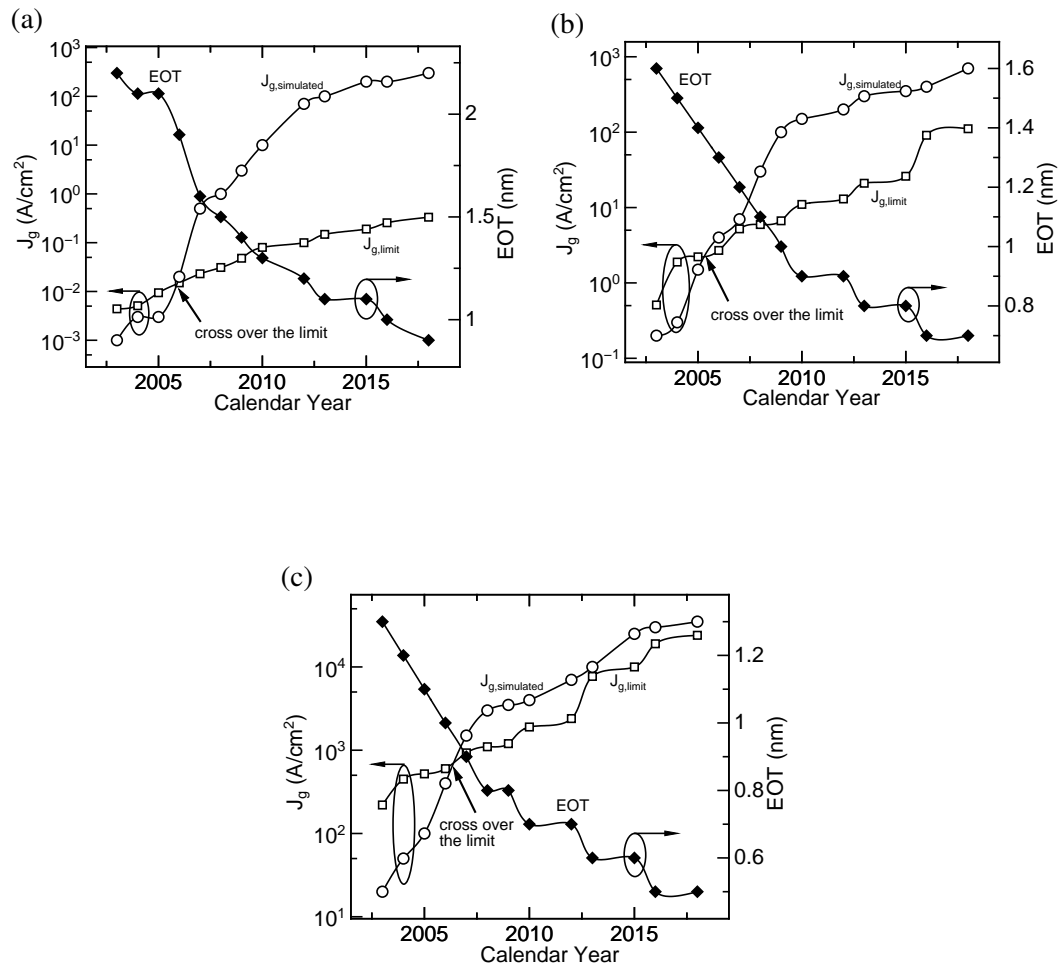 (a)
10³
10²
10¹
10⁰
10⁻¹
10⁻²
10⁻³
J_g (A/cm²)
EOT
J_g,simulated
J_g,limit
cross over the limit
2
1.5
1
EOT (nm)
2005
2010
2015
Calendar Year
(b)
10³
10²
10¹
10⁰
10⁻¹
J_g (A/cm²)
EOT
J_g,simulated
J_g,limit
cross over the limit
1.6
1.4
1.2
1
0.8
EOT (nm)
2005
2010
2015
Calendar Year
(c)
10⁴
10³
10²
10¹
J_g (A/cm²)
J_g,simulated
J_g,limit
EOT
cross over
the limit
1.2
1
0.8
0.6
EOT (nm)
2005
2010
2015
Calendar Year